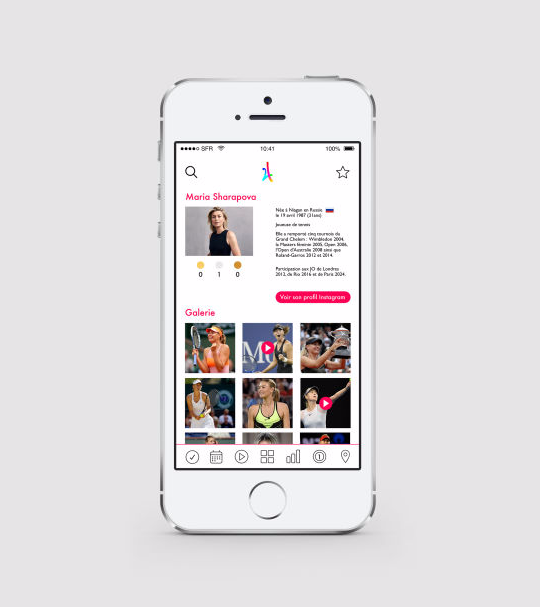 SFR
10:41
100%
Maria Sharapova
Née à Niagan en Russie
le 19 avril 1987 (31ans)
Joueuse de tennis
Elle a remporté cinq tournois du
Grand Chelem : Wimbledon 2004,
le Masters féminin 2005, Open 2006,
l'Open d'Australie 2008 ainsi que
Roland-Garros 2012 et 2014.
Participation aux JO de Londres
2012, de Rio 2016 et de Paris 2024.
0 1 0
Voir son profil Instagram
Galerie
1